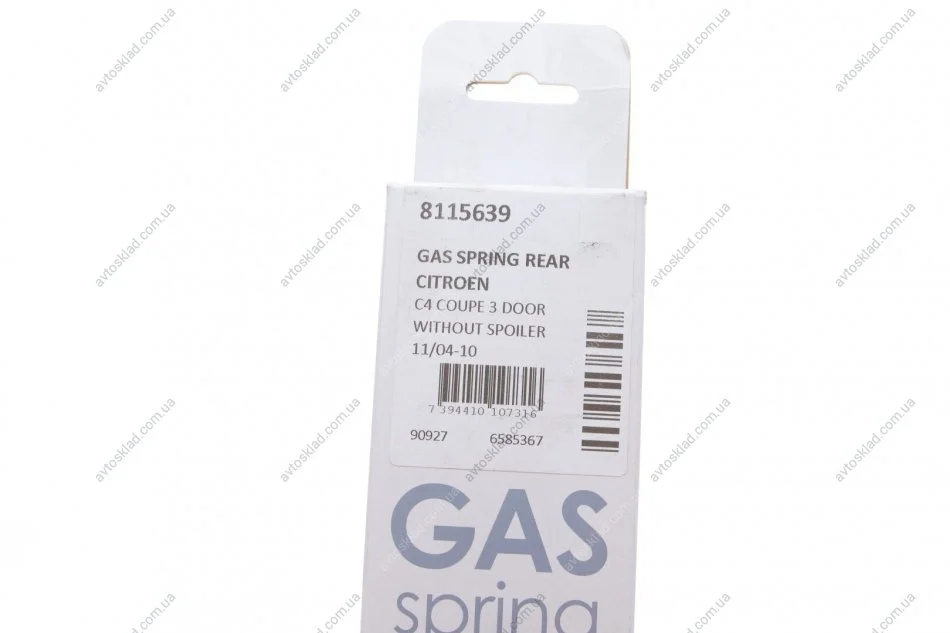 8115639
GAS SPRING REAR
CITROEN
C4 COUPE 3 DOOR
WITHOUT SPOILER
11/04-10
7 394410 107316
90927 6585367
GAS
spring
avtosklad.com.ua